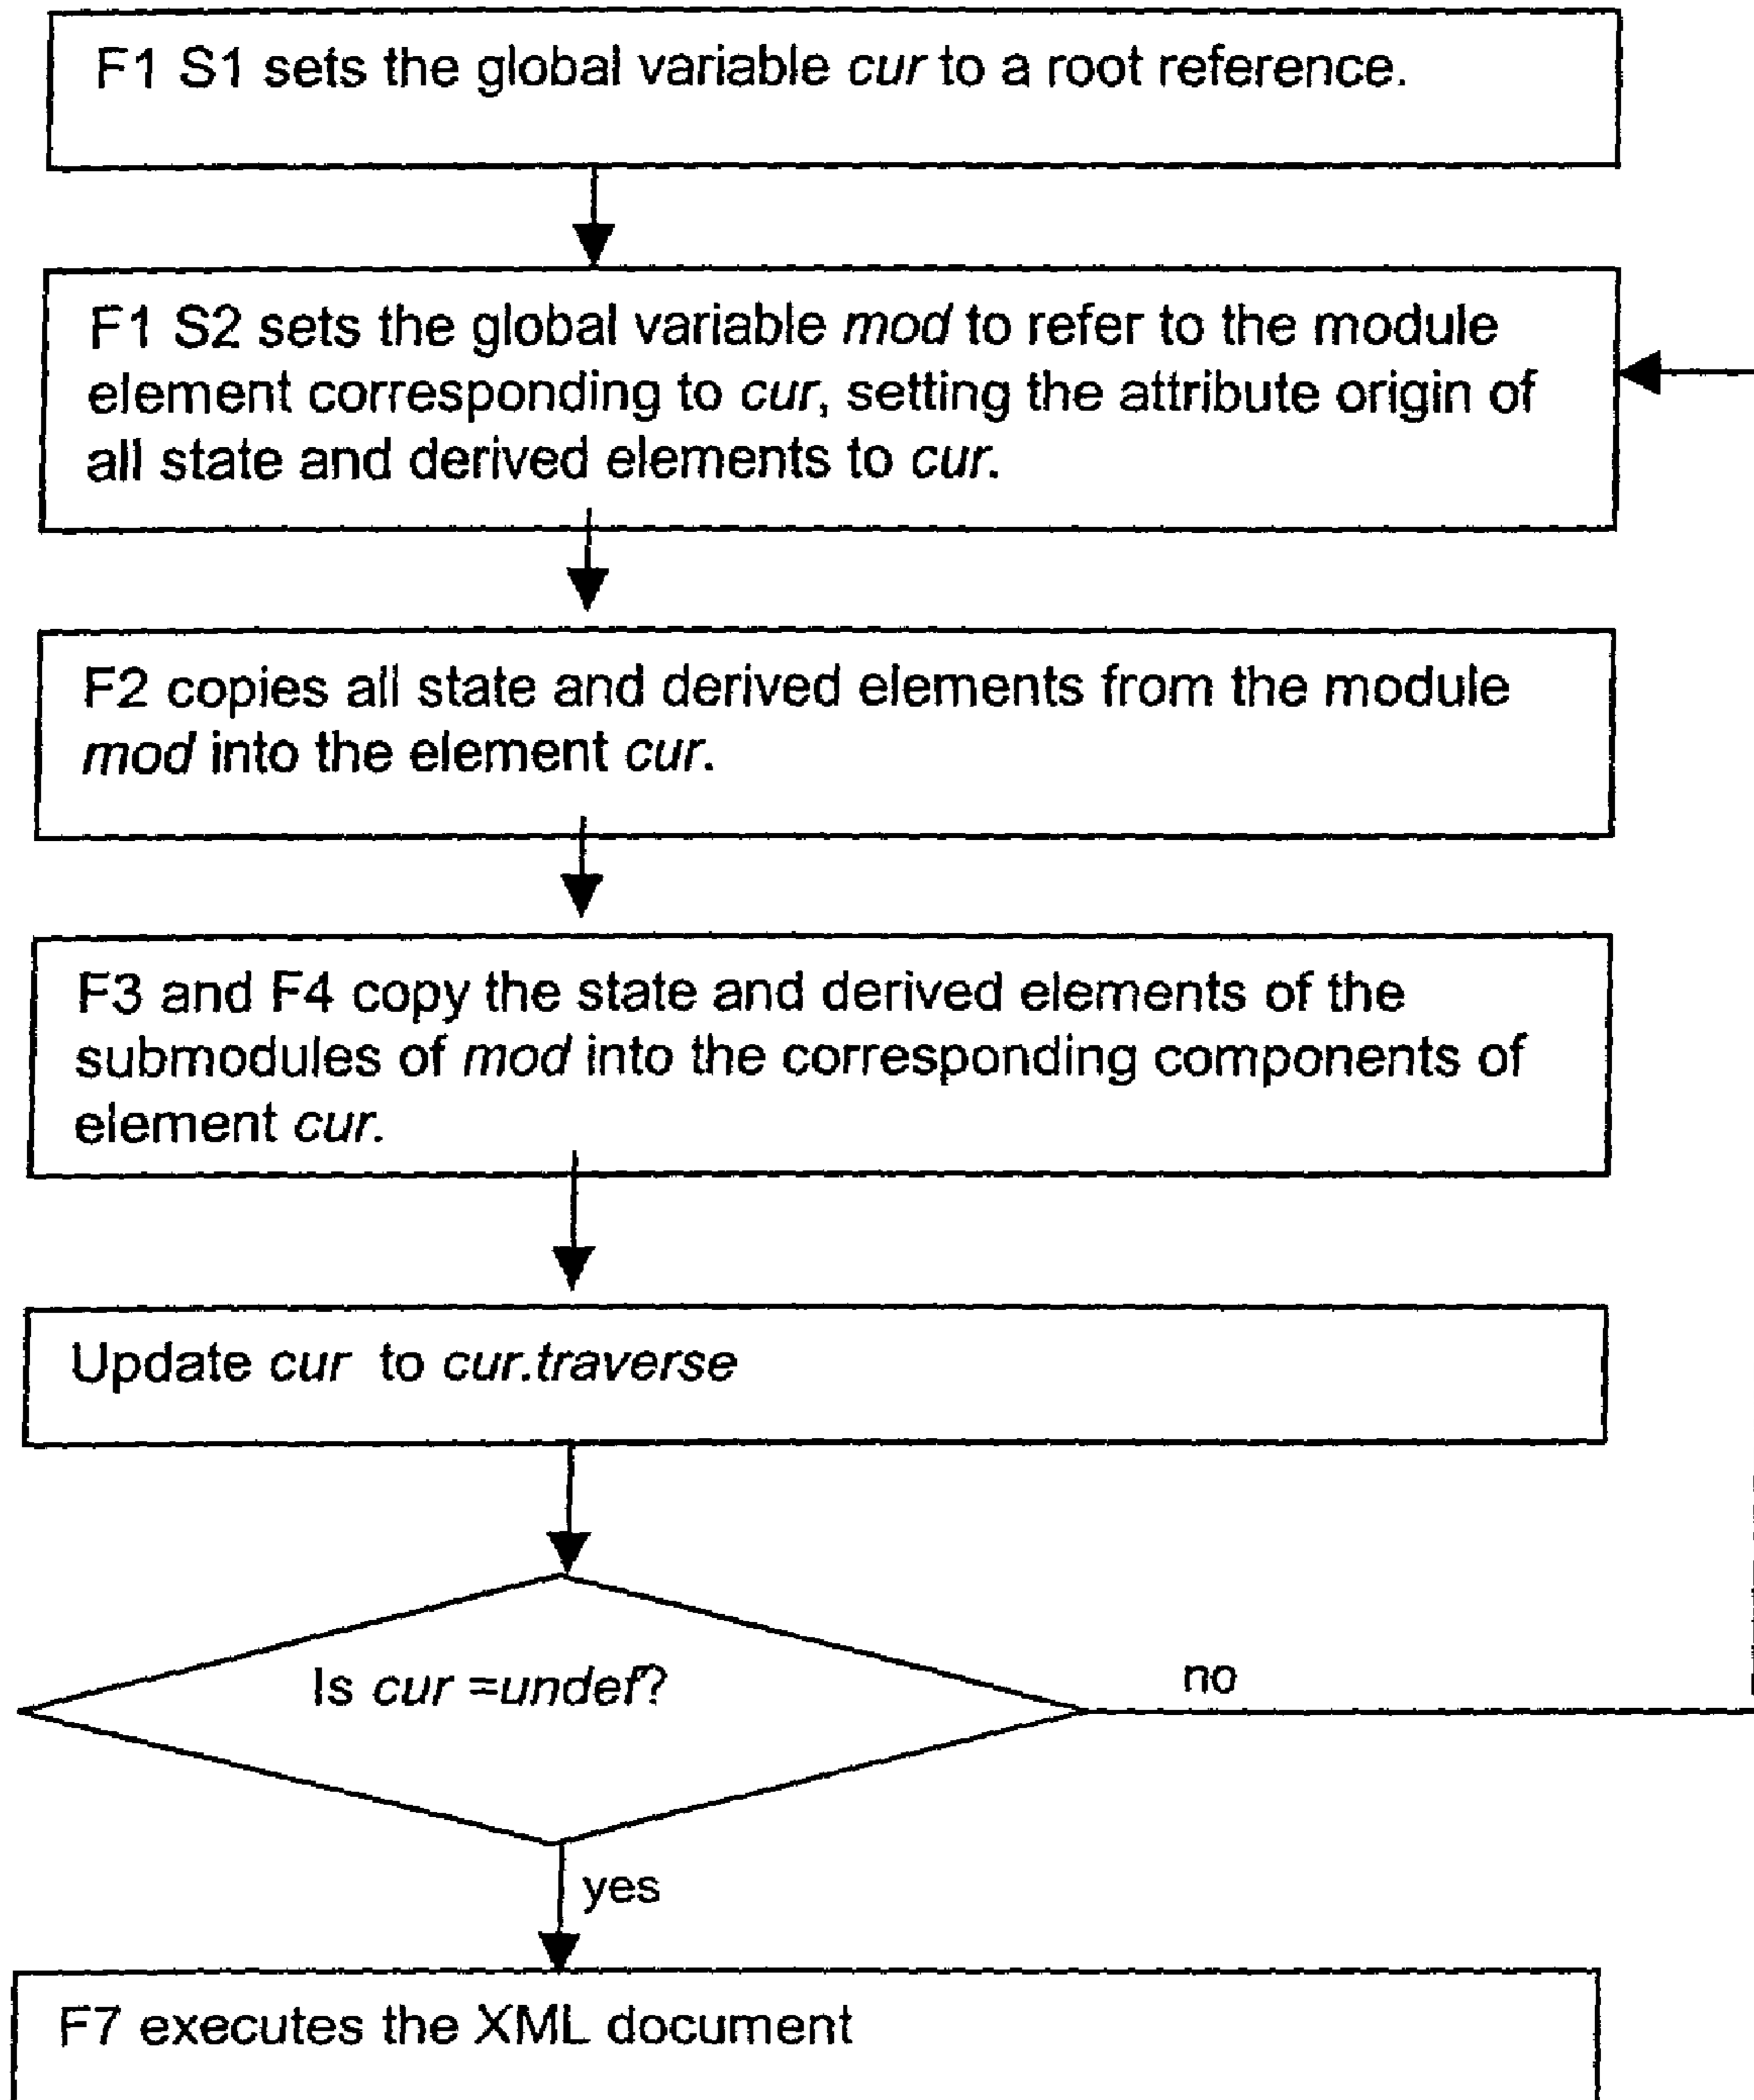 F1 S1 sets the global variable cur to a root reference.
F1 S2 sets the global variable mod to refer to the module
element corresponding to cur, setting the attribute origin of
all state and derived elements to cur.
F2 copies all state and derived elements from the module
mod into the element cur.
F3 and F4 copy the state and derived elements of the
submodules of mod into the corresponding components of
element cur.
Update cur to cur.traverse
Is cur =undef?
no
yes
F7 executes the XML document